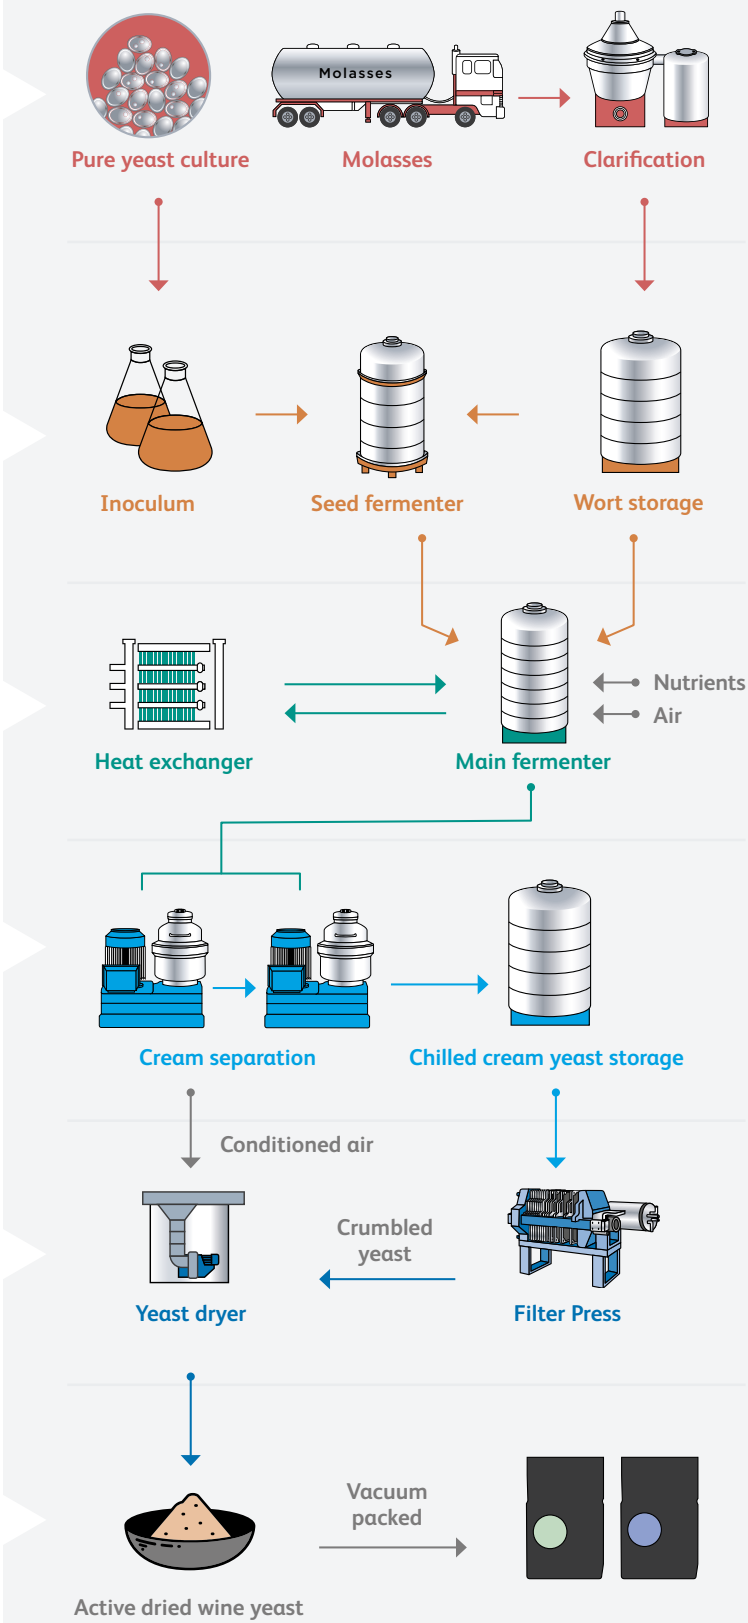 Molasses
Pure yeast culture
Molasses
Clarification
Inoculum
Seed fermenter
Wort storage
Nutrients
Air
Heat exchanger
Main fermenter
Cream separation
Chilled cream yeast storage
Conditioned air
Crumbled
yeast
Yeast dryer
Filter Press
Vacuum
packed
Active dried wine yeast